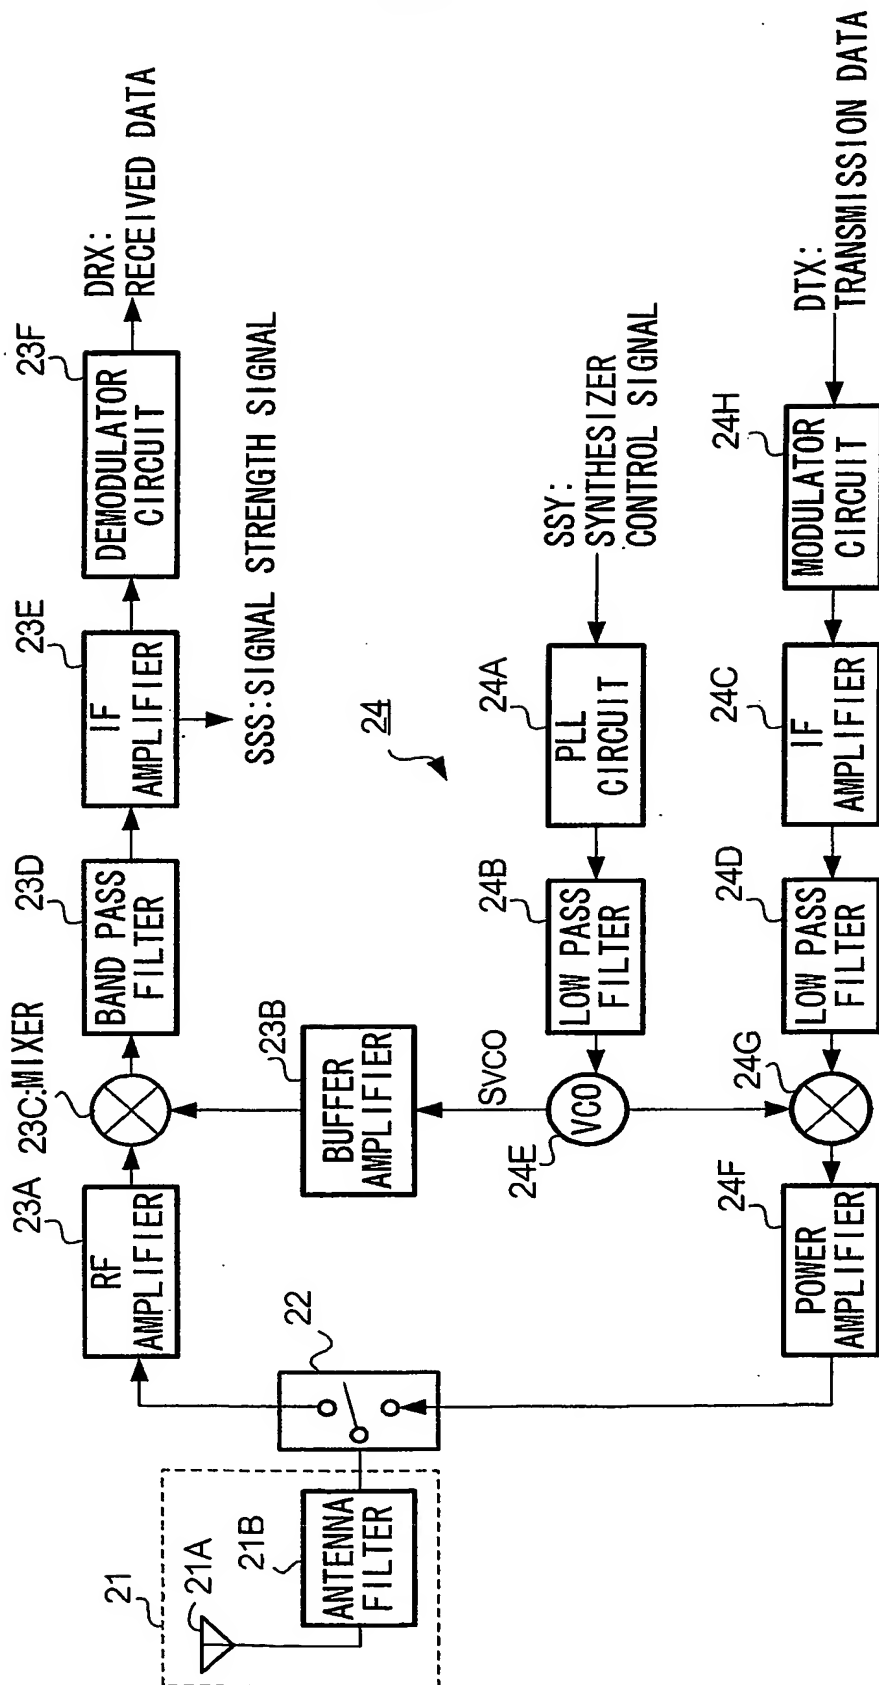 21
21A
21B
ANTENNA
FILTER
22
23A
RF
AMPLIFIER
23C:MIXER
23D
BAND PASS
FILTER
23E
IF
AMPLIFIER
SSS:SIGNAL STRENGTH SIGNAL
23F
DEMODULATOR
CIRCUIT
DRX:
RECEIVED DATA
23B
BUFFER
AMPLIFIER
SVCO
24
24E
VCO
24B
LOW PASS
FILTER
24A
PLL
CIRCUIT
SSY:
SYNTHESIZER
CONTROL SIGNAL
24F
POWER
AMPLIFIER
24G
24D
LOW PASS
FILTER
24C
IF
AMPLIFIER
24H
MODULATOR
CIRCUIT
DTX:
TRANSMISSION DATA